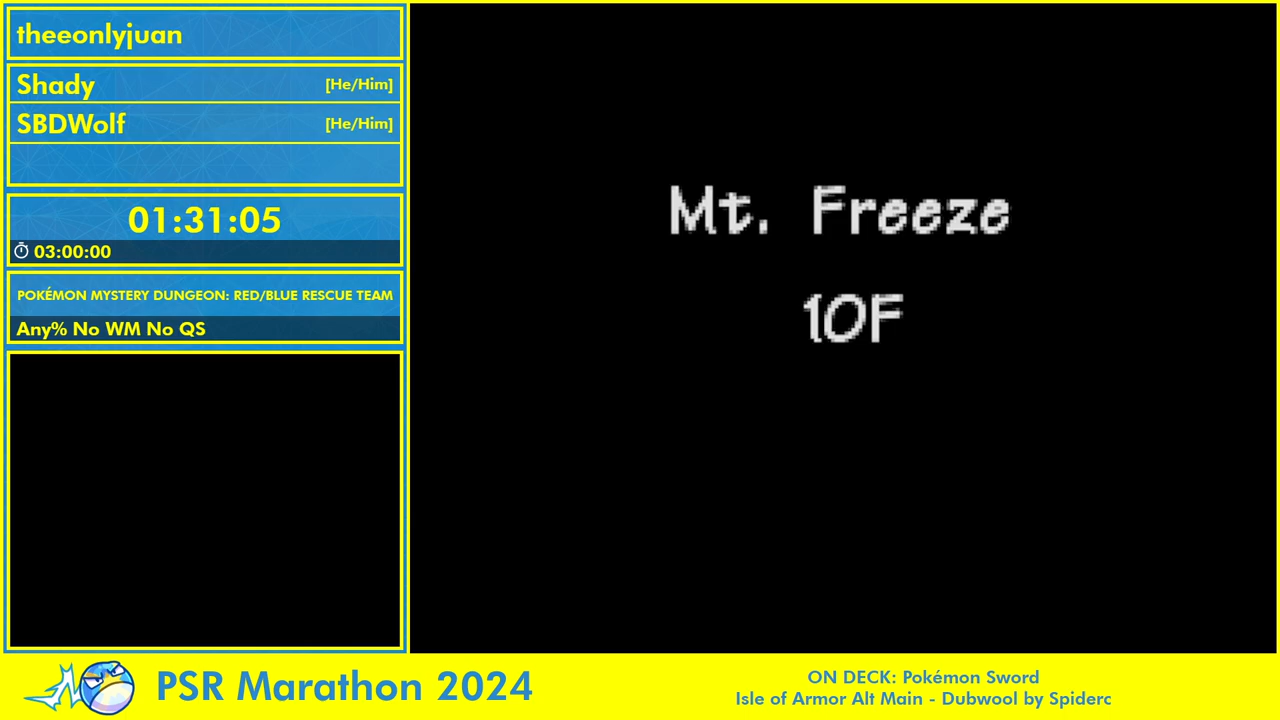 theeonlyjuan
Shady [He/Him]
SBDWolf [He/Him]
01:31:05
03:00:00
POKÉMON MYSTERY DUNGEON: RED/BLUE RESCUE TEAM
Any% No WM No QS
Mt. Freeze
10F
PSR Marathon 2024
ON DECK: Pokémon Sword
Isle of Armor Alt Main - Dubwool by Spiderc